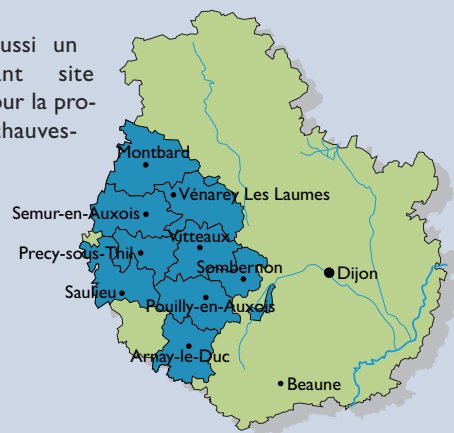 ussi un
ant site
our la pro-
chauves-
Montbard
Vénarey Les Laumes
Semur-en-Auxois
Vitteaux
Precy-sous-Thil
Sombernon
Dijon
Saulieu
Pouilly-en-Auxois
Arnay-le-Duc
Beaune